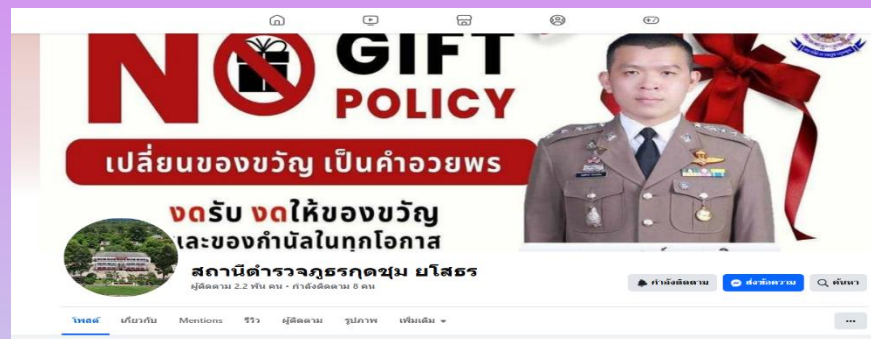 NO GIFT
POLICY
เปลี่ยนของขวัญ เป็นคำอวยพร
งดรับ งดให้ของขวัญ
และของกำนัลในทุกโอกาส
สถานีตำรวจภูธรกุดชุม ยโสธร
ผู้ติดตาม 2.2 พัน คน • กำลังติดตาม 8 คน
กำลังติดตาม
ส่งข้อความ
ค้นหา
โพสต์ เกี่ยวกับ Mentions รีวิว ผู้ติดตาม รูปภาพ เพิ่มเติม